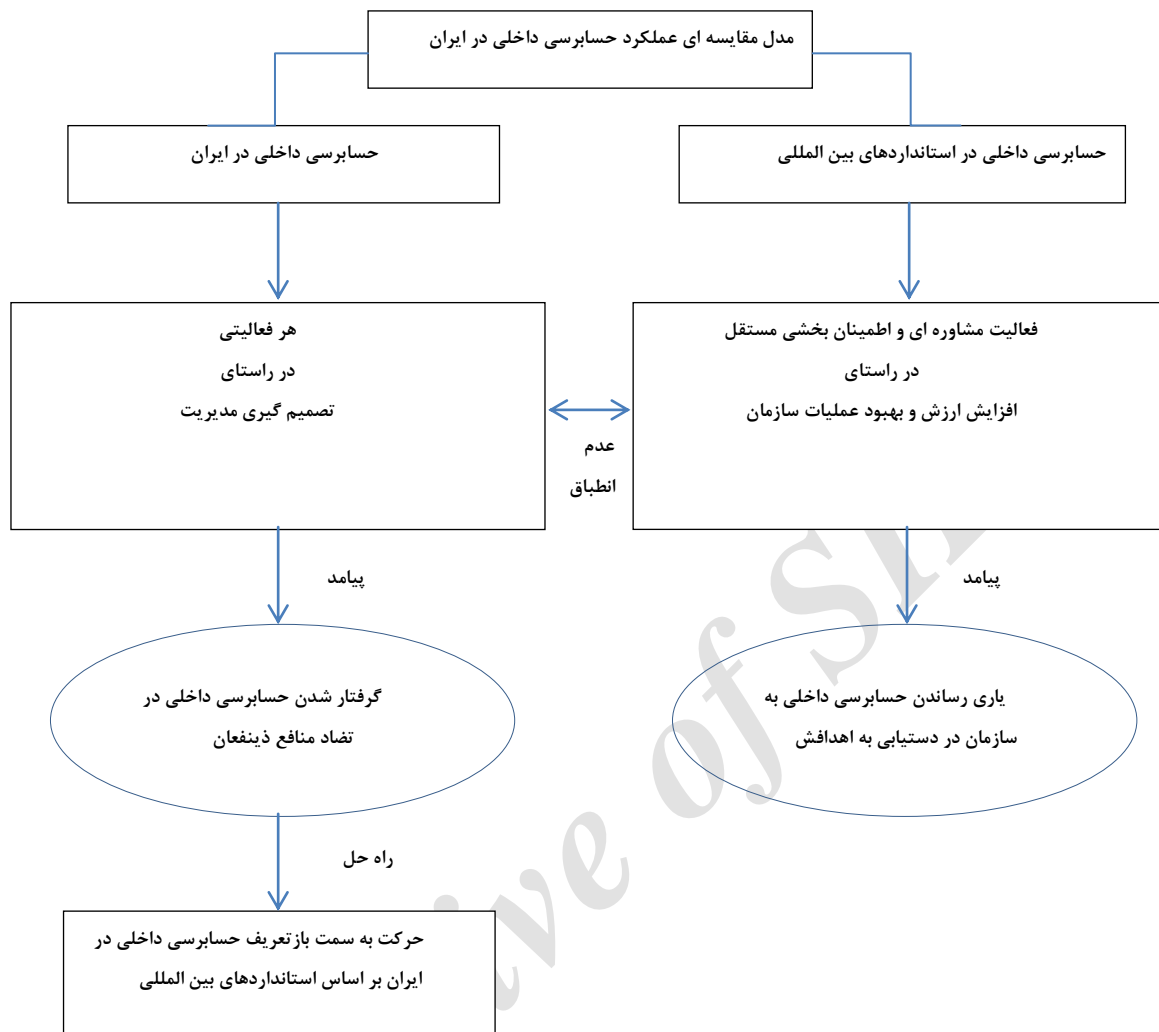 مدل مقایسه ای عملکرد حسابرسی داخلی در ایران
حسابرسی داخلی در استانداردهای بین المللی
حسابرسی داخلی در ایران
فعالیت مشاوره ای و اطمینان بخشی مستقل
در راستای
افزایش ارزش و بهبود عملیات سازمان
عدم
انطباق
هر فعالیتی
در راستای
تصمیم گیری مدیریت
پیامد
پیامد
یاری رساندن حسابرسی داخلی به
سازمان در دستیابی به اهدافش
گرفتار شدن حسابرسی داخلی در
تضاد منافع ذینفعان
راه حل
حرکت به سمت بازتعریف حسابرسی داخلی در
ایران بر اساس استانداردهای بین المللی
ive of SI